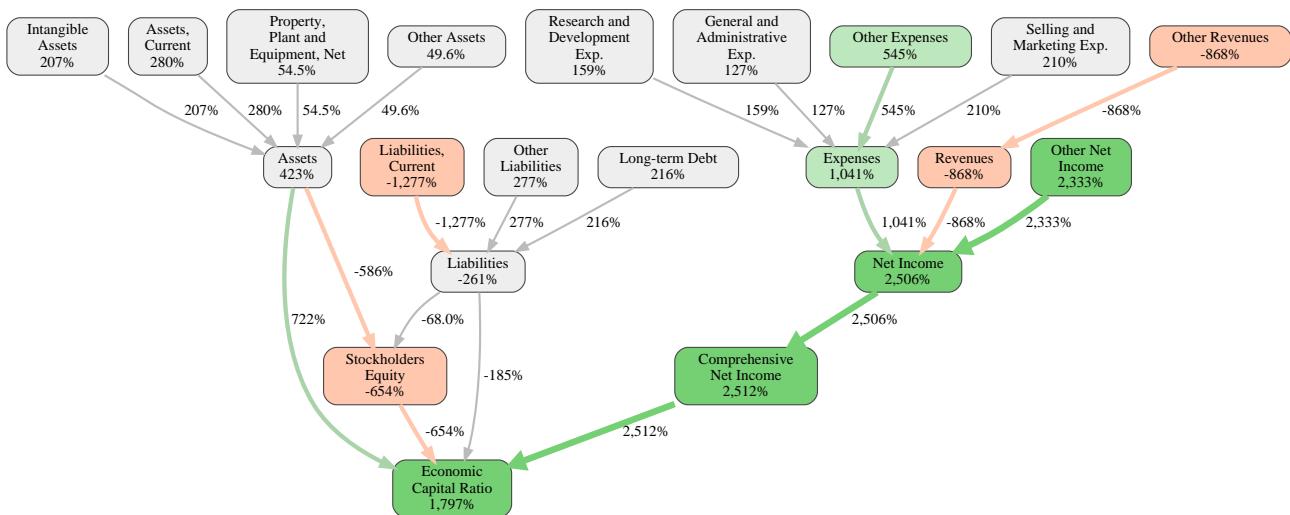 Intangible
Assets
207%
Assets,
Current
280%
Property,
Plant and
Equipment, Net
54.5%
Other Assets
49.6%
Research and
Development
Exp.
159%
General and
Administrative
Exp.
127%
Other Expenses
545%
Selling and
Marketing Exp.
210%
Other Revenues
-868%
207%
280%
54.5%
49.6%
159%
127%
545%
210%
-868%
Assets
423%
Liabilities,
Current
-1,277%
Other
Liabilities
277%
Long-term Debt
216%
Expenses
1,041%
Revenues
-868%
Other Net
Income
2,333%
-1,277%
277%
216%
1,041%
-868%
2,333%
-586%
Liabilities
-261%
Net Income
2,506%
722%
-68.0%
2,506%
Stockholders
Equity
-654%
-185%
Comprehensive
Net Income
2,512%
-654%
2,512%
Economic
Capital Ratio
1,797%